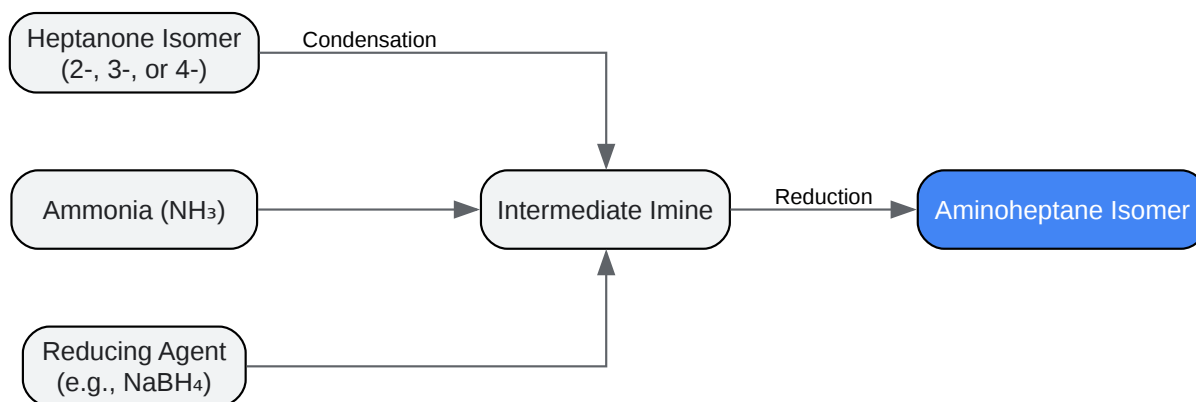 Heptanone Isomer
(2-, 3-, or 4-)
Condensation
Ammonia (NH₃)
Intermediate Imine
Reduction
Aminoheptane Isomer
Reducing Agent
(e.g., NaBH₄)